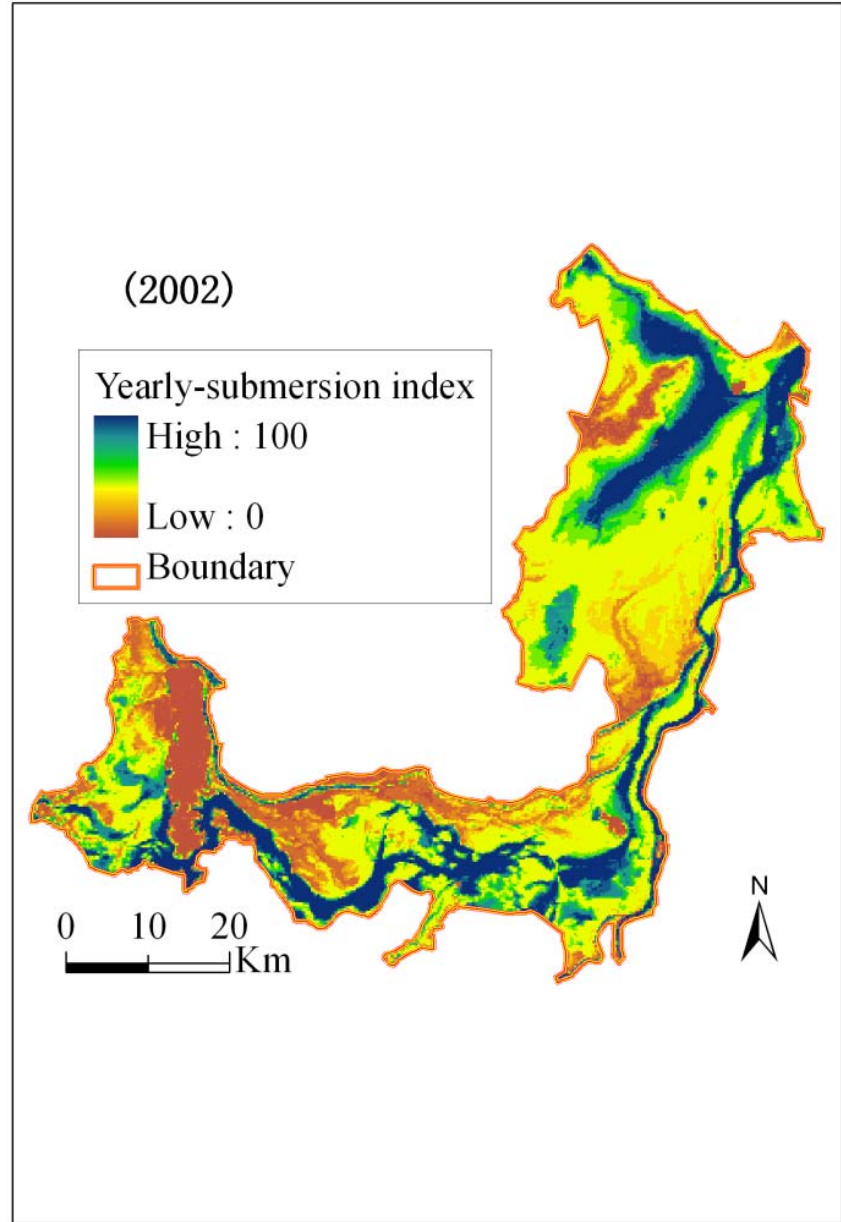 (2002)
Yearly-submersion index
High : 100
Low : 0
Boundary
N
0 10 20
Km